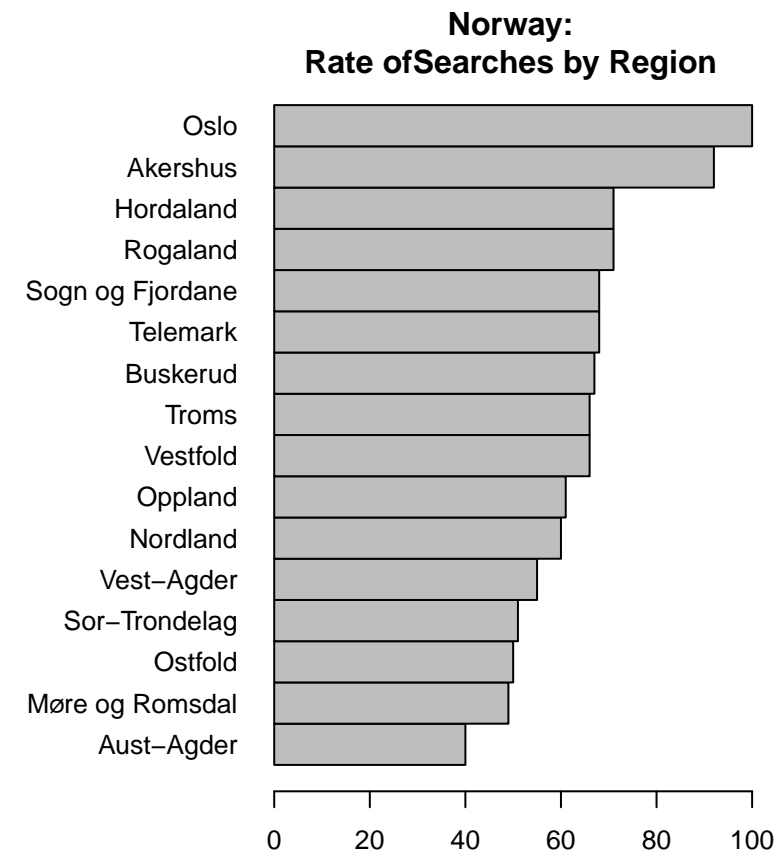 Norway:
Rate ofSearches by Region
Oslo
Akershus
Hordaland
Rogaland
Sogn og Fjordane
Telemark
Buskerud
Troms
Vestfold
Oppland
Nordland
Vest−Agder
Sor−Trondelag
Ostfold
Møre og Romsdal
Aust−Agder
0 20 40 60 80 100